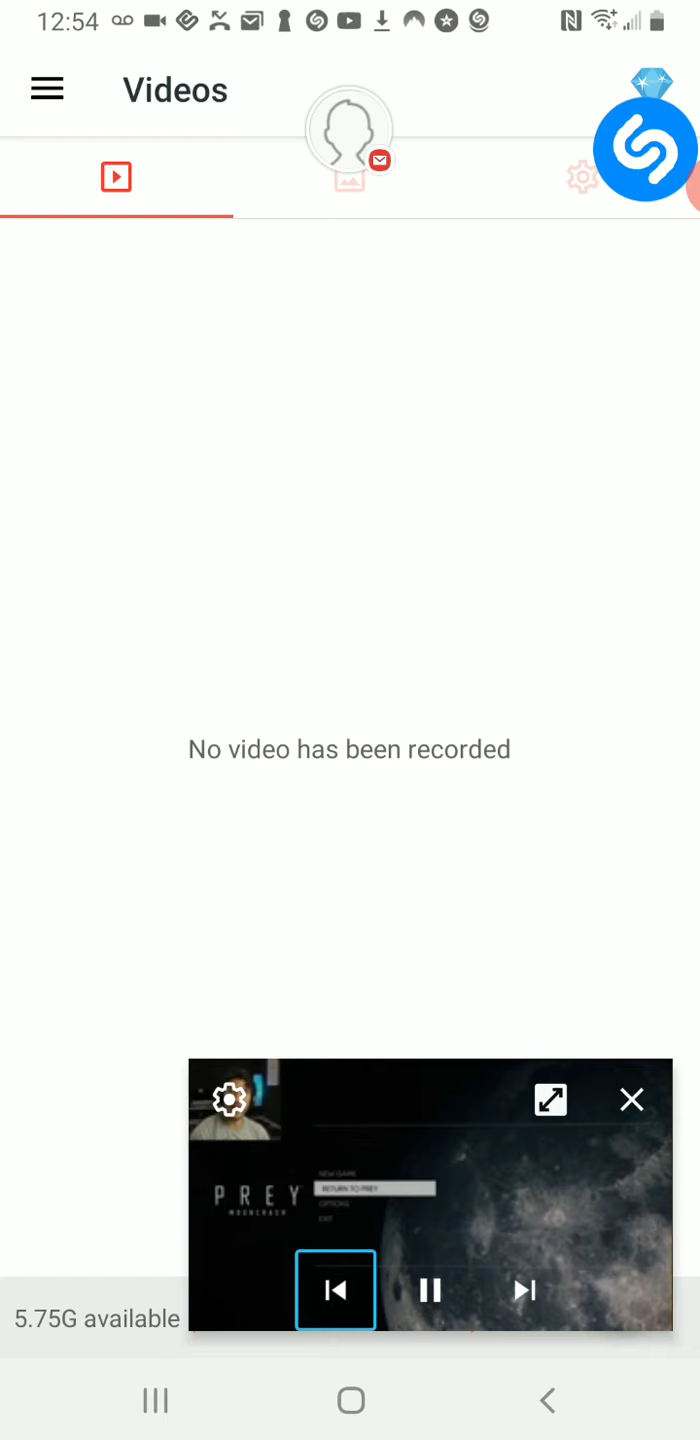 12:54
Videos
No video has been recorded
NEW GAME
RETURN TO PREY
OPTIONS
EXIT
PREY
MOONCRASH
5.75G available